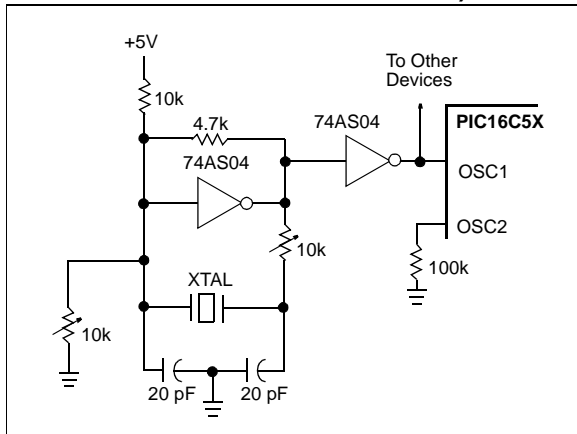 +5V
To Other
Devices
10k
4.7k
74AS04
74AS04
PIC16C5X
OSC1
OSC2
10k
100k
XTAL
10k
20 pF
20 pF